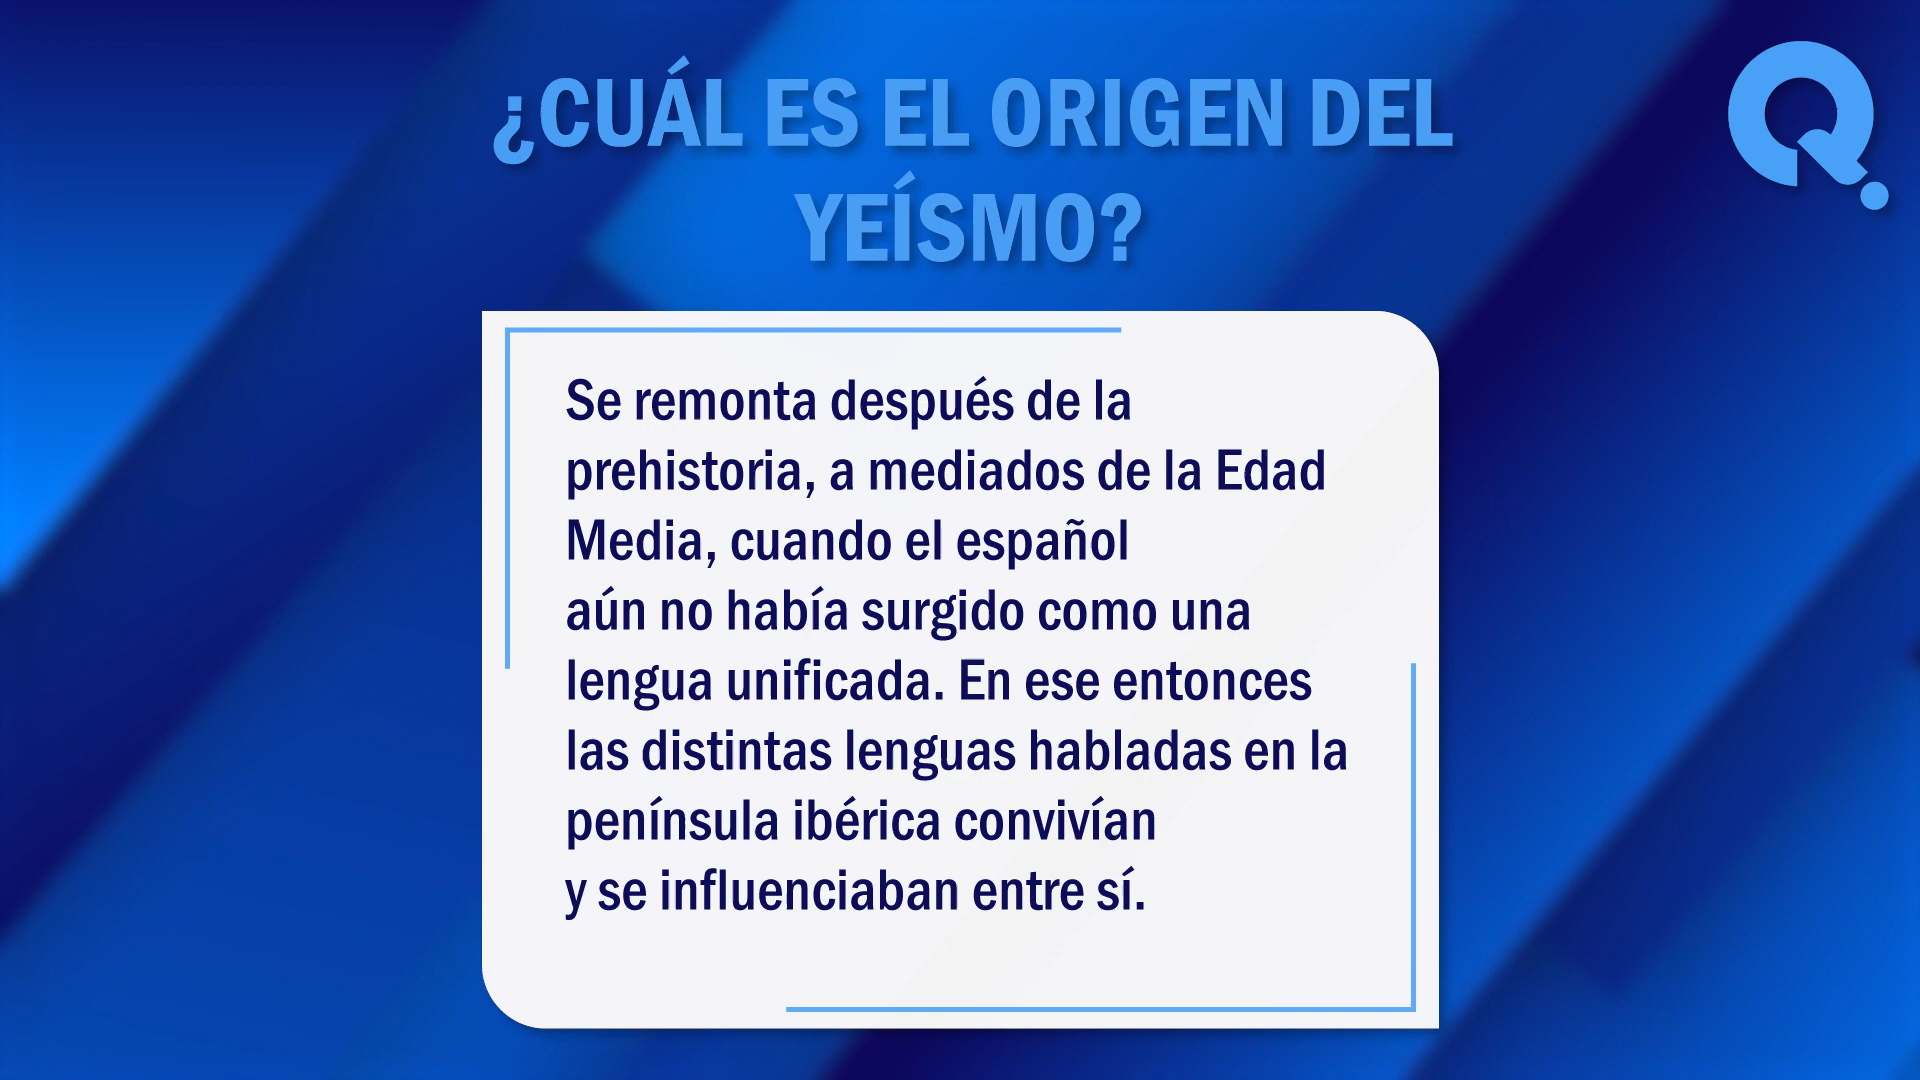 ¿CUÁL ES EL ORIGEN DEL
YEÍSMO?
Q.
Se remonta después de la
prehistoria, a mediados de la Edad
Media, cuando el español
aún no había surgido como una
lengua unificada. En ese entonces
las distintas lenguas habladas en la
península ibérica convivían
y se influenciaban entre sí.